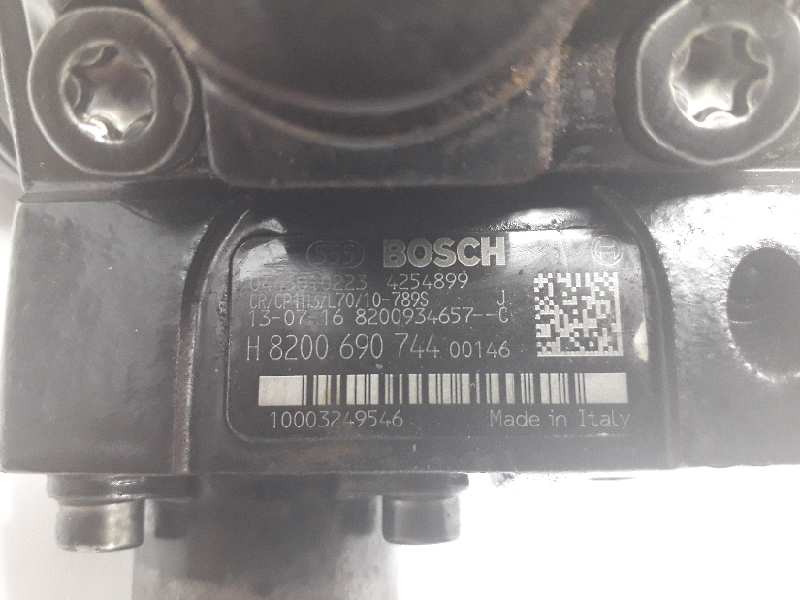 BOSCH
4254899
CR/CP1H3/L70/10-789S J
13-07-16 8200934657--C
H 8200 690 744 00146
10003249546 Made in Italy